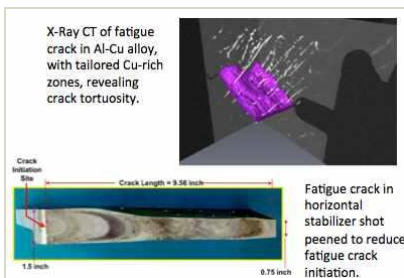 X-Ray CT of fatigue
crack in Al-Cu alloy,
with tailored Cu-rich
zones, revealing
crack tortuosity.
Crack
Initiation
Site
Crack Length = 9.56 inch
1.5 inch
0.75 inch
Fatigue crack in
horizontal
stabilizer shot
peened to reduce
fatigue crack
initiation.